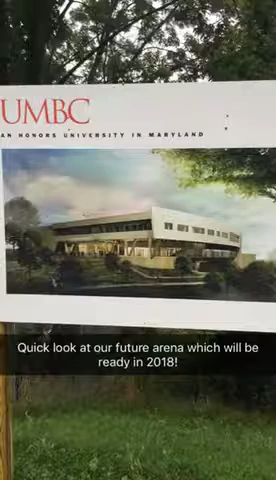 UMBC
AN HONORS UNIVERSITY IN MARYLAND
Quick look at our future arena which will be
ready in 2018!